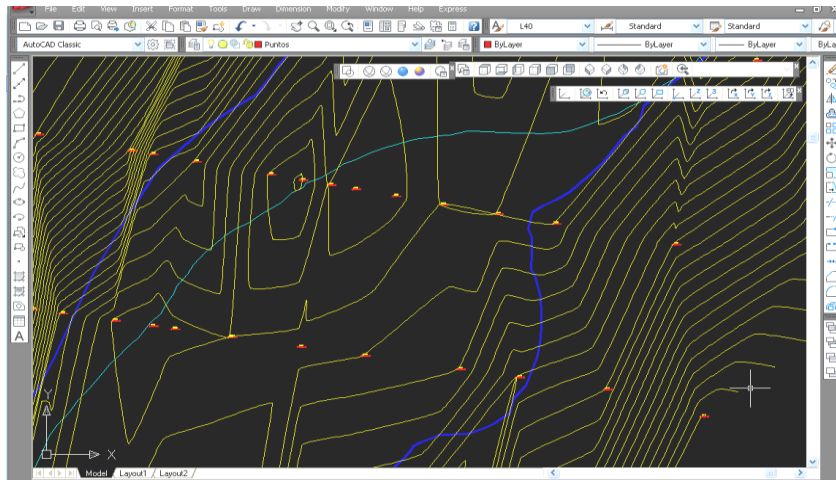 File Edit View Insert Format Tools Draw Dimension Modify Window Help Express
L40 Standard Standard
AutoCAD Classic Puntos ByLayer ByLayer ByLayer
Y
X
Model Layout1 Layout2